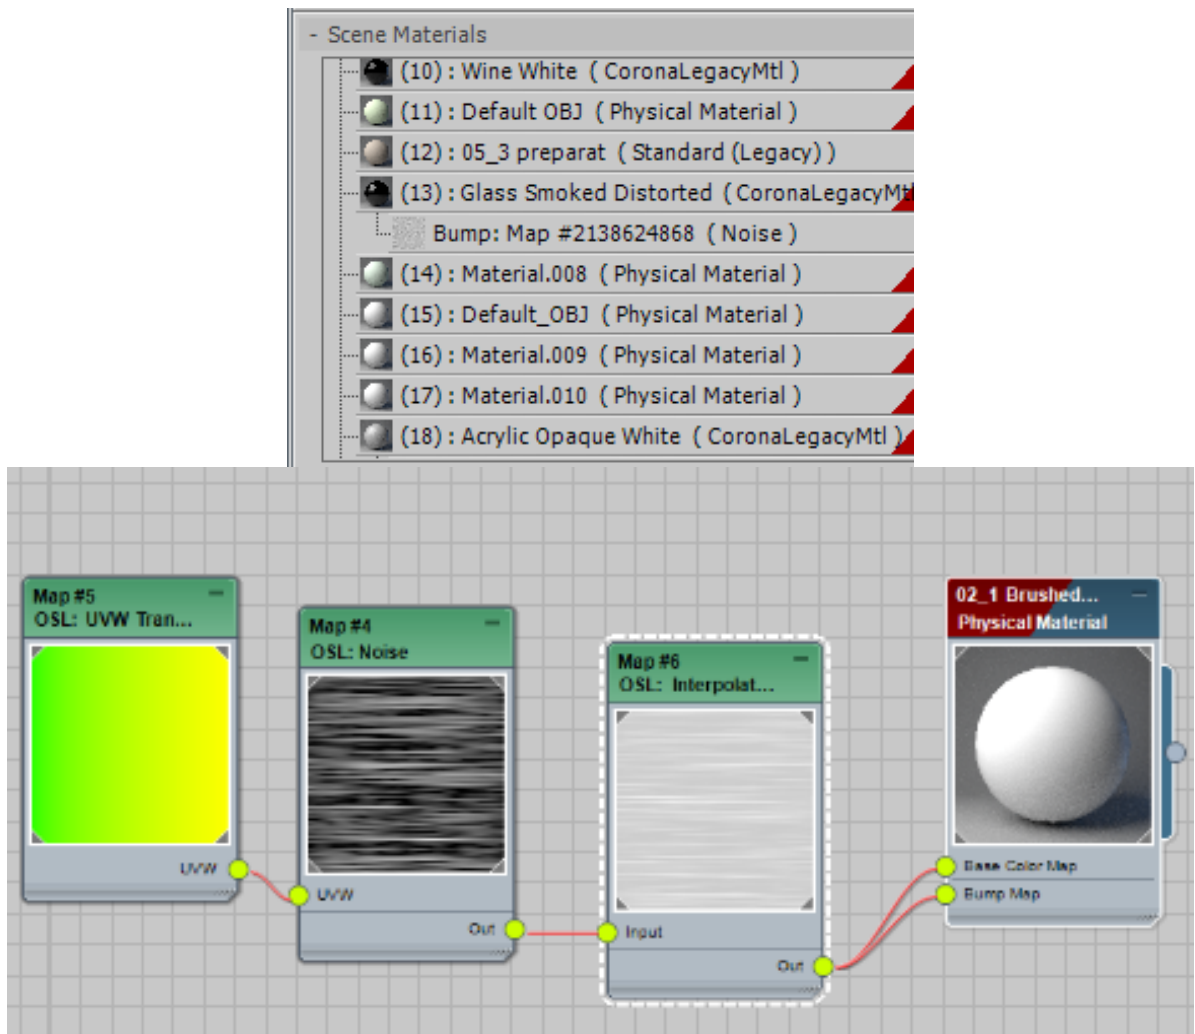 - Scene Materials
(10) : Wine White ( CoronaLegacyMtl )
(11) : Default OBJ ( Physical Material )
(12) : 05_3 preparat ( Standard (Legacy) )
(13) : Glass Smoked Distorted ( CoronaLegacyMtl
Bump: Map #2138624868 ( Noise )
(14) : Material.008 ( Physical Material )
(15) : Default_OBJ ( Physical Material )
(16) : Material.009 ( Physical Material )
(17) : Material.010 ( Physical Material )
(18) : Acrylic Opaque White ( CoronaLegacyMtl )
Map #5
OSL: UVW Tran...
UVW
Map #4
OSL: Noise
UVW
Out
Map #6
OSL: Interpolat...
Input
Out
02_1 Brushed...
Physical Material
Base Color Map
Bump Map